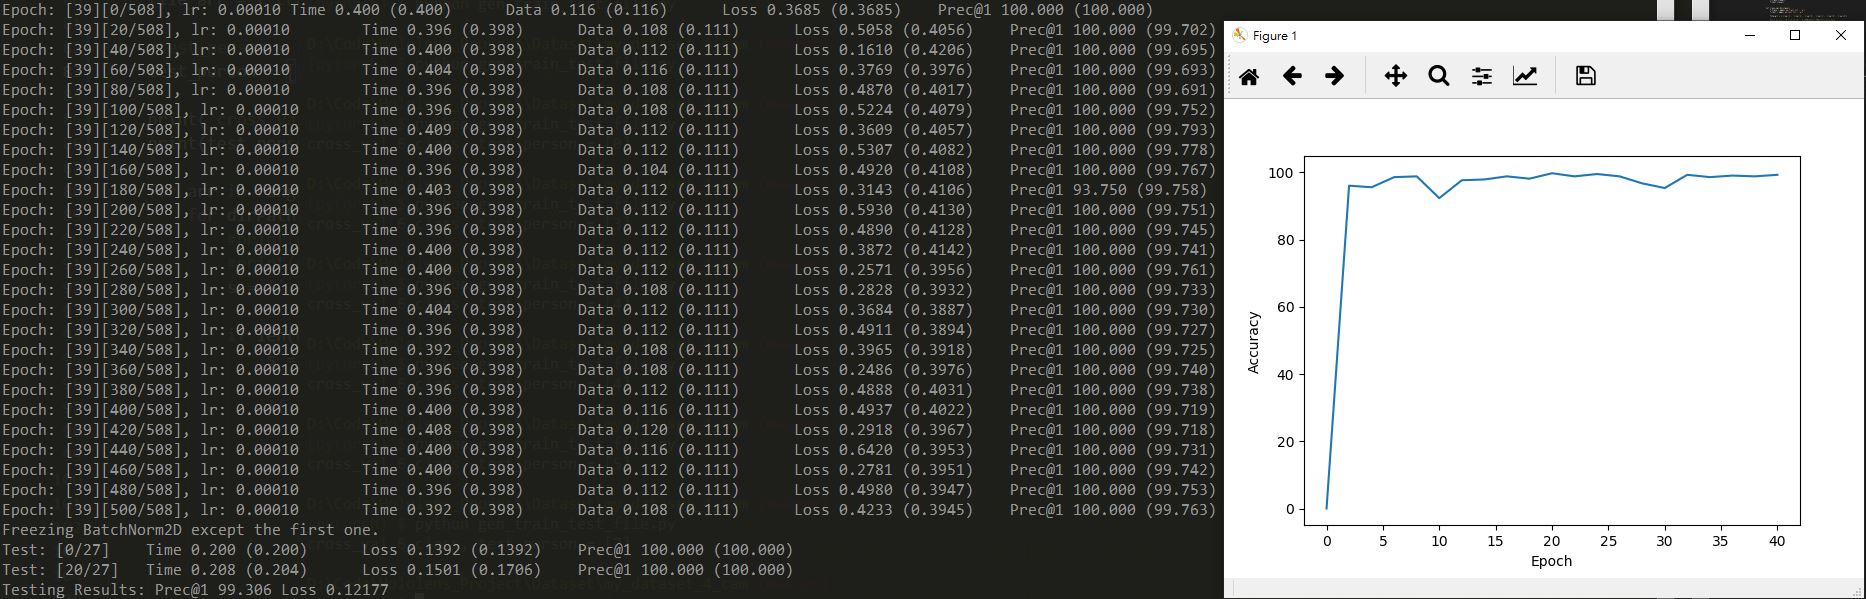 Epoch: [39][0/508], lr: 0.00010 Time 0.400 (0.400) Data 0.116 (0.116) Loss 0.3685 (0.3685) Prec@1 100.000 (100.000)
Epoch: [39][20/508], lr: 0.00010 Time 0.396 (0.398) Data 0.108 (0.111) Loss 0.5058 (0.4056) Prec@1 100.000 (99.702)
Epoch: [39][40/508], lr: 0.00010 Time 0.400 (0.398) Data 0.112 (0.111) Loss 0.1610 (0.4206) Prec@1 100.000 (99.695)
Epoch: [39][60/508], lr: 0.00010 Time 0.404 (0.398) Data 0.116 (0.111) Loss 0.3769 (0.3976) Prec@1 100.000 (99.693)
Epoch: [39][80/508], lr: 0.00010 Time 0.396 (0.398) Data 0.108 (0.111) Loss 0.4870 (0.4017) Prec@1 100.000 (99.691)
Epoch: [39][100/508], lr: 0.00010 Time 0.396 (0.398) Data 0.108 (0.111) Loss 0.5224 (0.4079) Prec@1 100.000 (99.752)
Epoch: [39][120/508], lr: 0.00010 Time 0.409 (0.398) Data 0.112 (0.111) Loss 0.3609 (0.4057) Prec@1 100.000 (99.793)
Epoch: [39][140/508], lr: 0.00010 Time 0.400 (0.398) Data 0.112 (0.111) Loss 0.5307 (0.4082) Prec@1 100.000 (99.778)
Epoch: [39][160/508], lr: 0.00010 Time 0.396 (0.398) Data 0.104 (0.111) Loss 0.4920 (0.4108) Prec@1 100.000 (99.767)
Epoch: [39][180/508], lr: 0.00010 Time 0.403 (0.398) Data 0.112 (0.111) Loss 0.3143 (0.4106) Prec@1 93.750 (99.758)
Epoch: [39][200/508], lr: 0.00010 Time 0.396 (0.398) Data 0.112 (0.111) Loss 0.5930 (0.4130) Prec@1 100.000 (99.751)
Epoch: [39][220/508], lr: 0.00010 Time 0.396 (0.398) Data 0.112 (0.111) Loss 0.4890 (0.4128) Prec@1 100.000 (99.745)
Epoch: [39][240/508], lr: 0.00010 Time 0.400 (0.398) Data 0.112 (0.111) Loss 0.3872 (0.4142) Prec@1 100.000 (99.741)
Epoch: [39][260/508], lr: 0.00010 Time 0.400 (0.398) Data 0.112 (0.111) Loss 0.2571 (0.3956) Prec@1 100.000 (99.761)
Epoch: [39][280/508], lr: 0.00010 Time 0.396 (0.398) Data 0.108 (0.111) Loss 0.2828 (0.3932) Prec@1 100.000 (99.733)
Epoch: [39][300/508], lr: 0.00010 Time 0.404 (0.398) Data 0.112 (0.111) Loss 0.3684 (0.3887) Prec@1 100.000 (99.730)
Epoch: [39][320/508], lr: 0.00010 Time 0.396 (0.398) Data 0.112 (0.111) Loss 0.4911 (0.3894) Prec@1 100.000 (99.727)
Epoch: [39][340/508], lr: 0.00010 Time 0.392 (0.398) Data 0.108 (0.111) Loss 0.3965 (0.3918) Prec@1 100.000 (99.725)
Epoch: [39][360/508], lr: 0.00010 Time 0.396 (0.398) Data 0.108 (0.111) Loss 0.2486 (0.3976) Prec@1 100.000 (99.740)
Epoch: [39][380/508], lr: 0.00010 Time 0.396 (0.398) Data 0.112 (0.111) Loss 0.4888 (0.4031) Prec@1 100.000 (99.738)
Epoch: [39][400/508], lr: 0.00010 Time 0.400 (0.398) Data 0.116 (0.111) Loss 0.4937 (0.4022) Prec@1 100.000 (99.719)
Epoch: [39][420/508], lr: 0.00010 Time 0.408 (0.398) Data 0.120 (0.111) Loss 0.2918 (0.3967) Prec@1 100.000 (99.718)
Epoch: [39][440/508], lr: 0.00010 Time 0.400 (0.398) Data 0.116 (0.111) Loss 0.6420 (0.3953) Prec@1 100.000 (99.731)
Epoch: [39][460/508], lr: 0.00010 Time 0.400 (0.398) Data 0.112 (0.111) Loss 0.2781 (0.3951) Prec@1 100.000 (99.742)
Epoch: [39][480/508], lr: 0.00010 Time 0.396 (0.398) Data 0.112 (0.111) Loss 0.4980 (0.3947) Prec@1 100.000 (99.753)
Epoch: [39][500/508], lr: 0.00010 Time 0.392 (0.398) Data 0.108 (0.111) Loss 0.4233 (0.3945) Prec@1 100.000 (99.763)
Freezing BatchNorm2D except the first one.
Test: [0/27] Time 0.200 (0.200) Loss 0.1392 (0.1392) Prec@1 100.000 (100.000)
Test: [20/27] Time 0.208 (0.204) Loss 0.1501 (0.1706) Prec@1 100.000 (100.000)
Testing Results: Prec@1 99.306 Loss 0.12177
Figure 1
100
80
60
40
20
0
Accuracy
0 5 10 15 20 25 30 35 40
Epoch